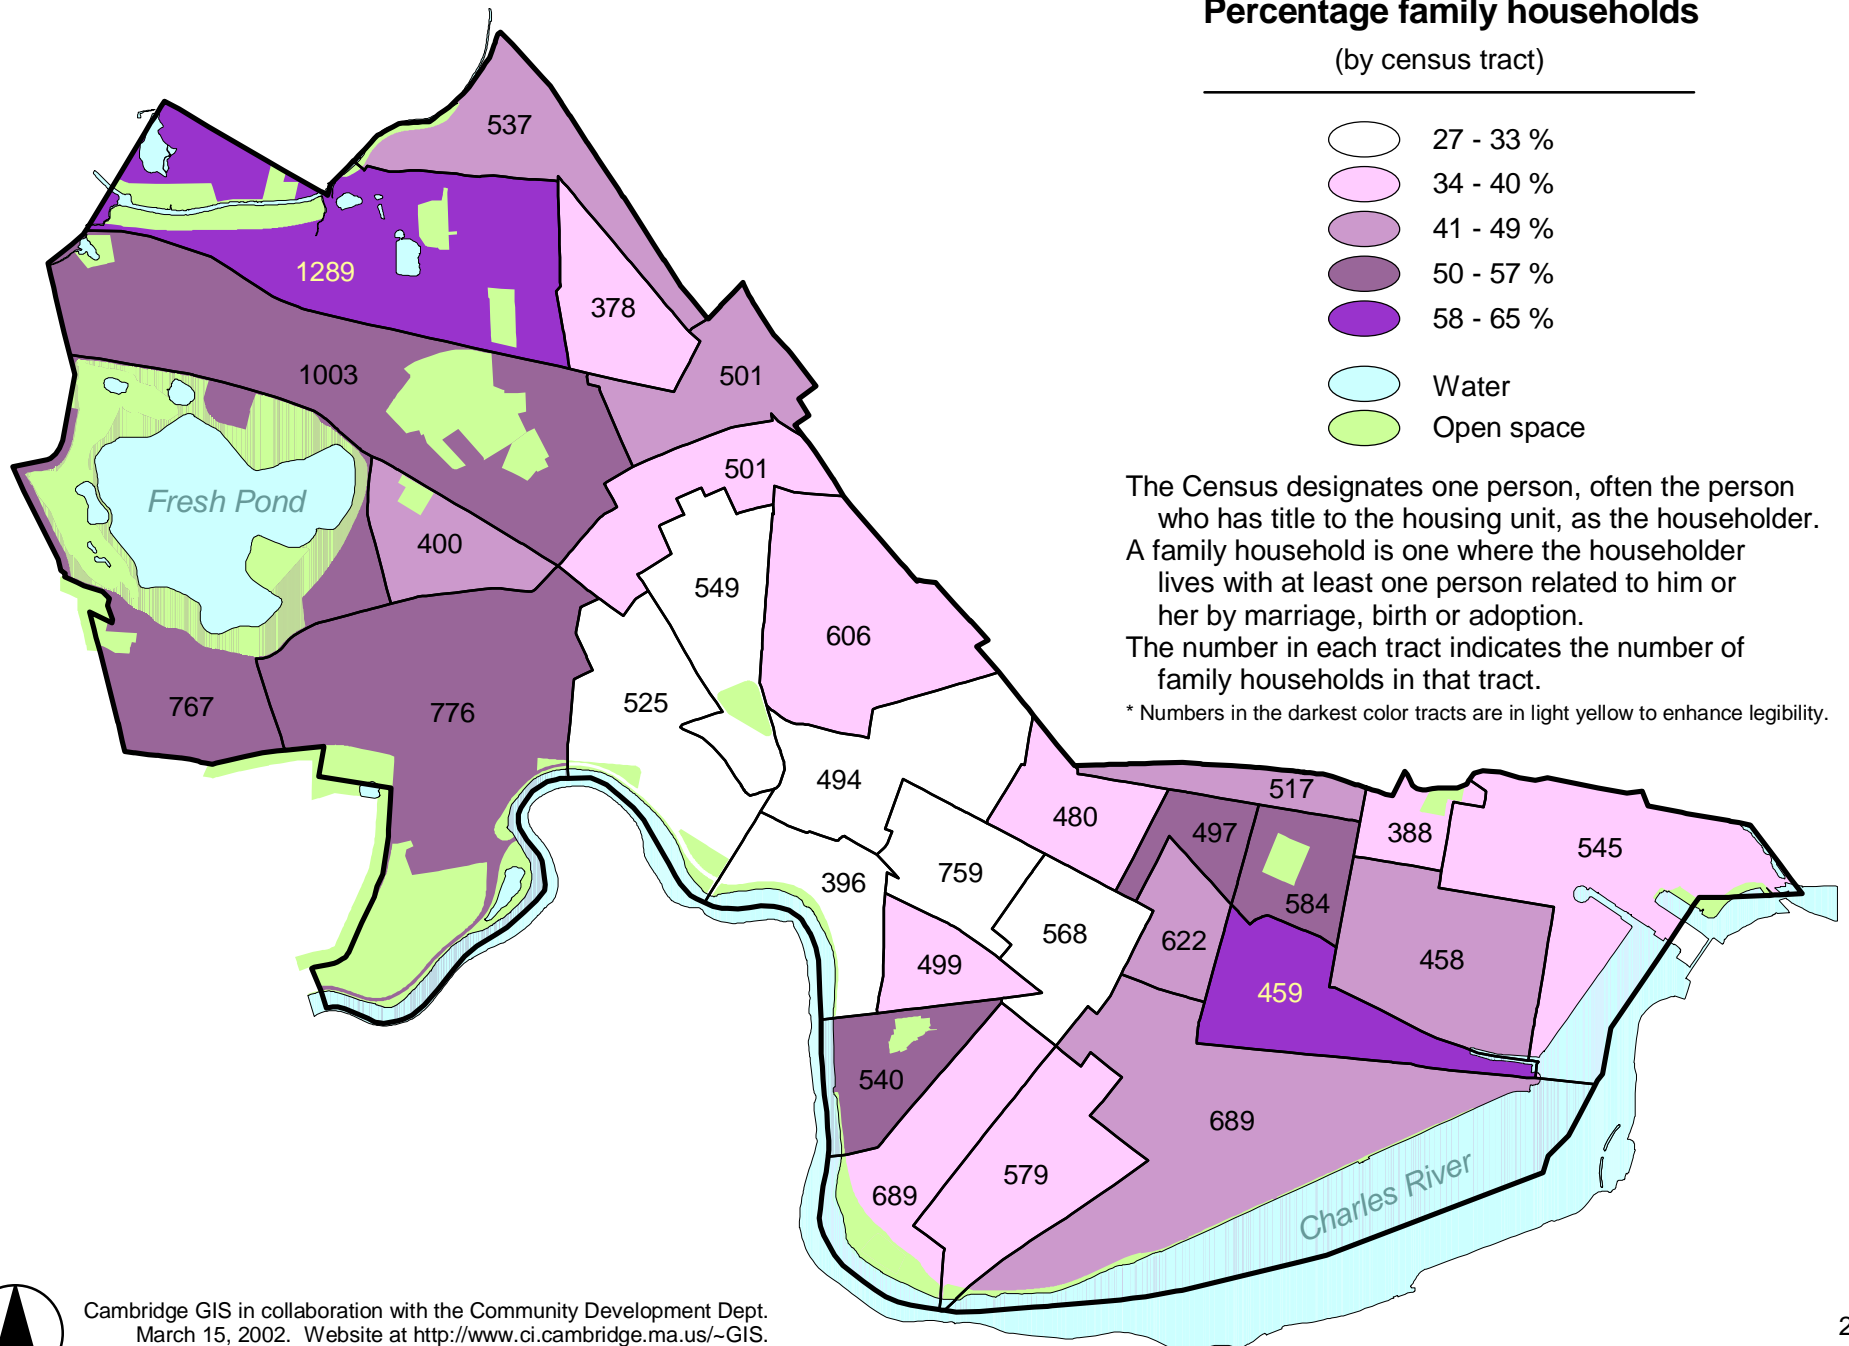 Percentage family households
(by census tract)
27 - 33 %
34 - 40 %
41 - 49 %
50 - 57 %
58 - 65 %
Water
Open space
The Census designates one person, often the person
who has title to the housing unit, as the householder.
A family household is one where the householder
lives with at least one person related to him or
her by marriage, birth or adoption.
The number in each tract indicates the number of
family households in that tract.
* Numbers in the darkest color tracts are in light yellow to enhance legibility.
537
1289
378
1003
501
501
Fresh Pond
400
549
606
767
776
525
494
517
480
497
388
545
396
759
584
568
622
458
499
459
540
689
579
689
Charles River
Cambridge GIS in collaboration with the Community Development Dept.
March 15, 2002. Website at http://www.ci.cambridge.ma.us/~GIS.
2